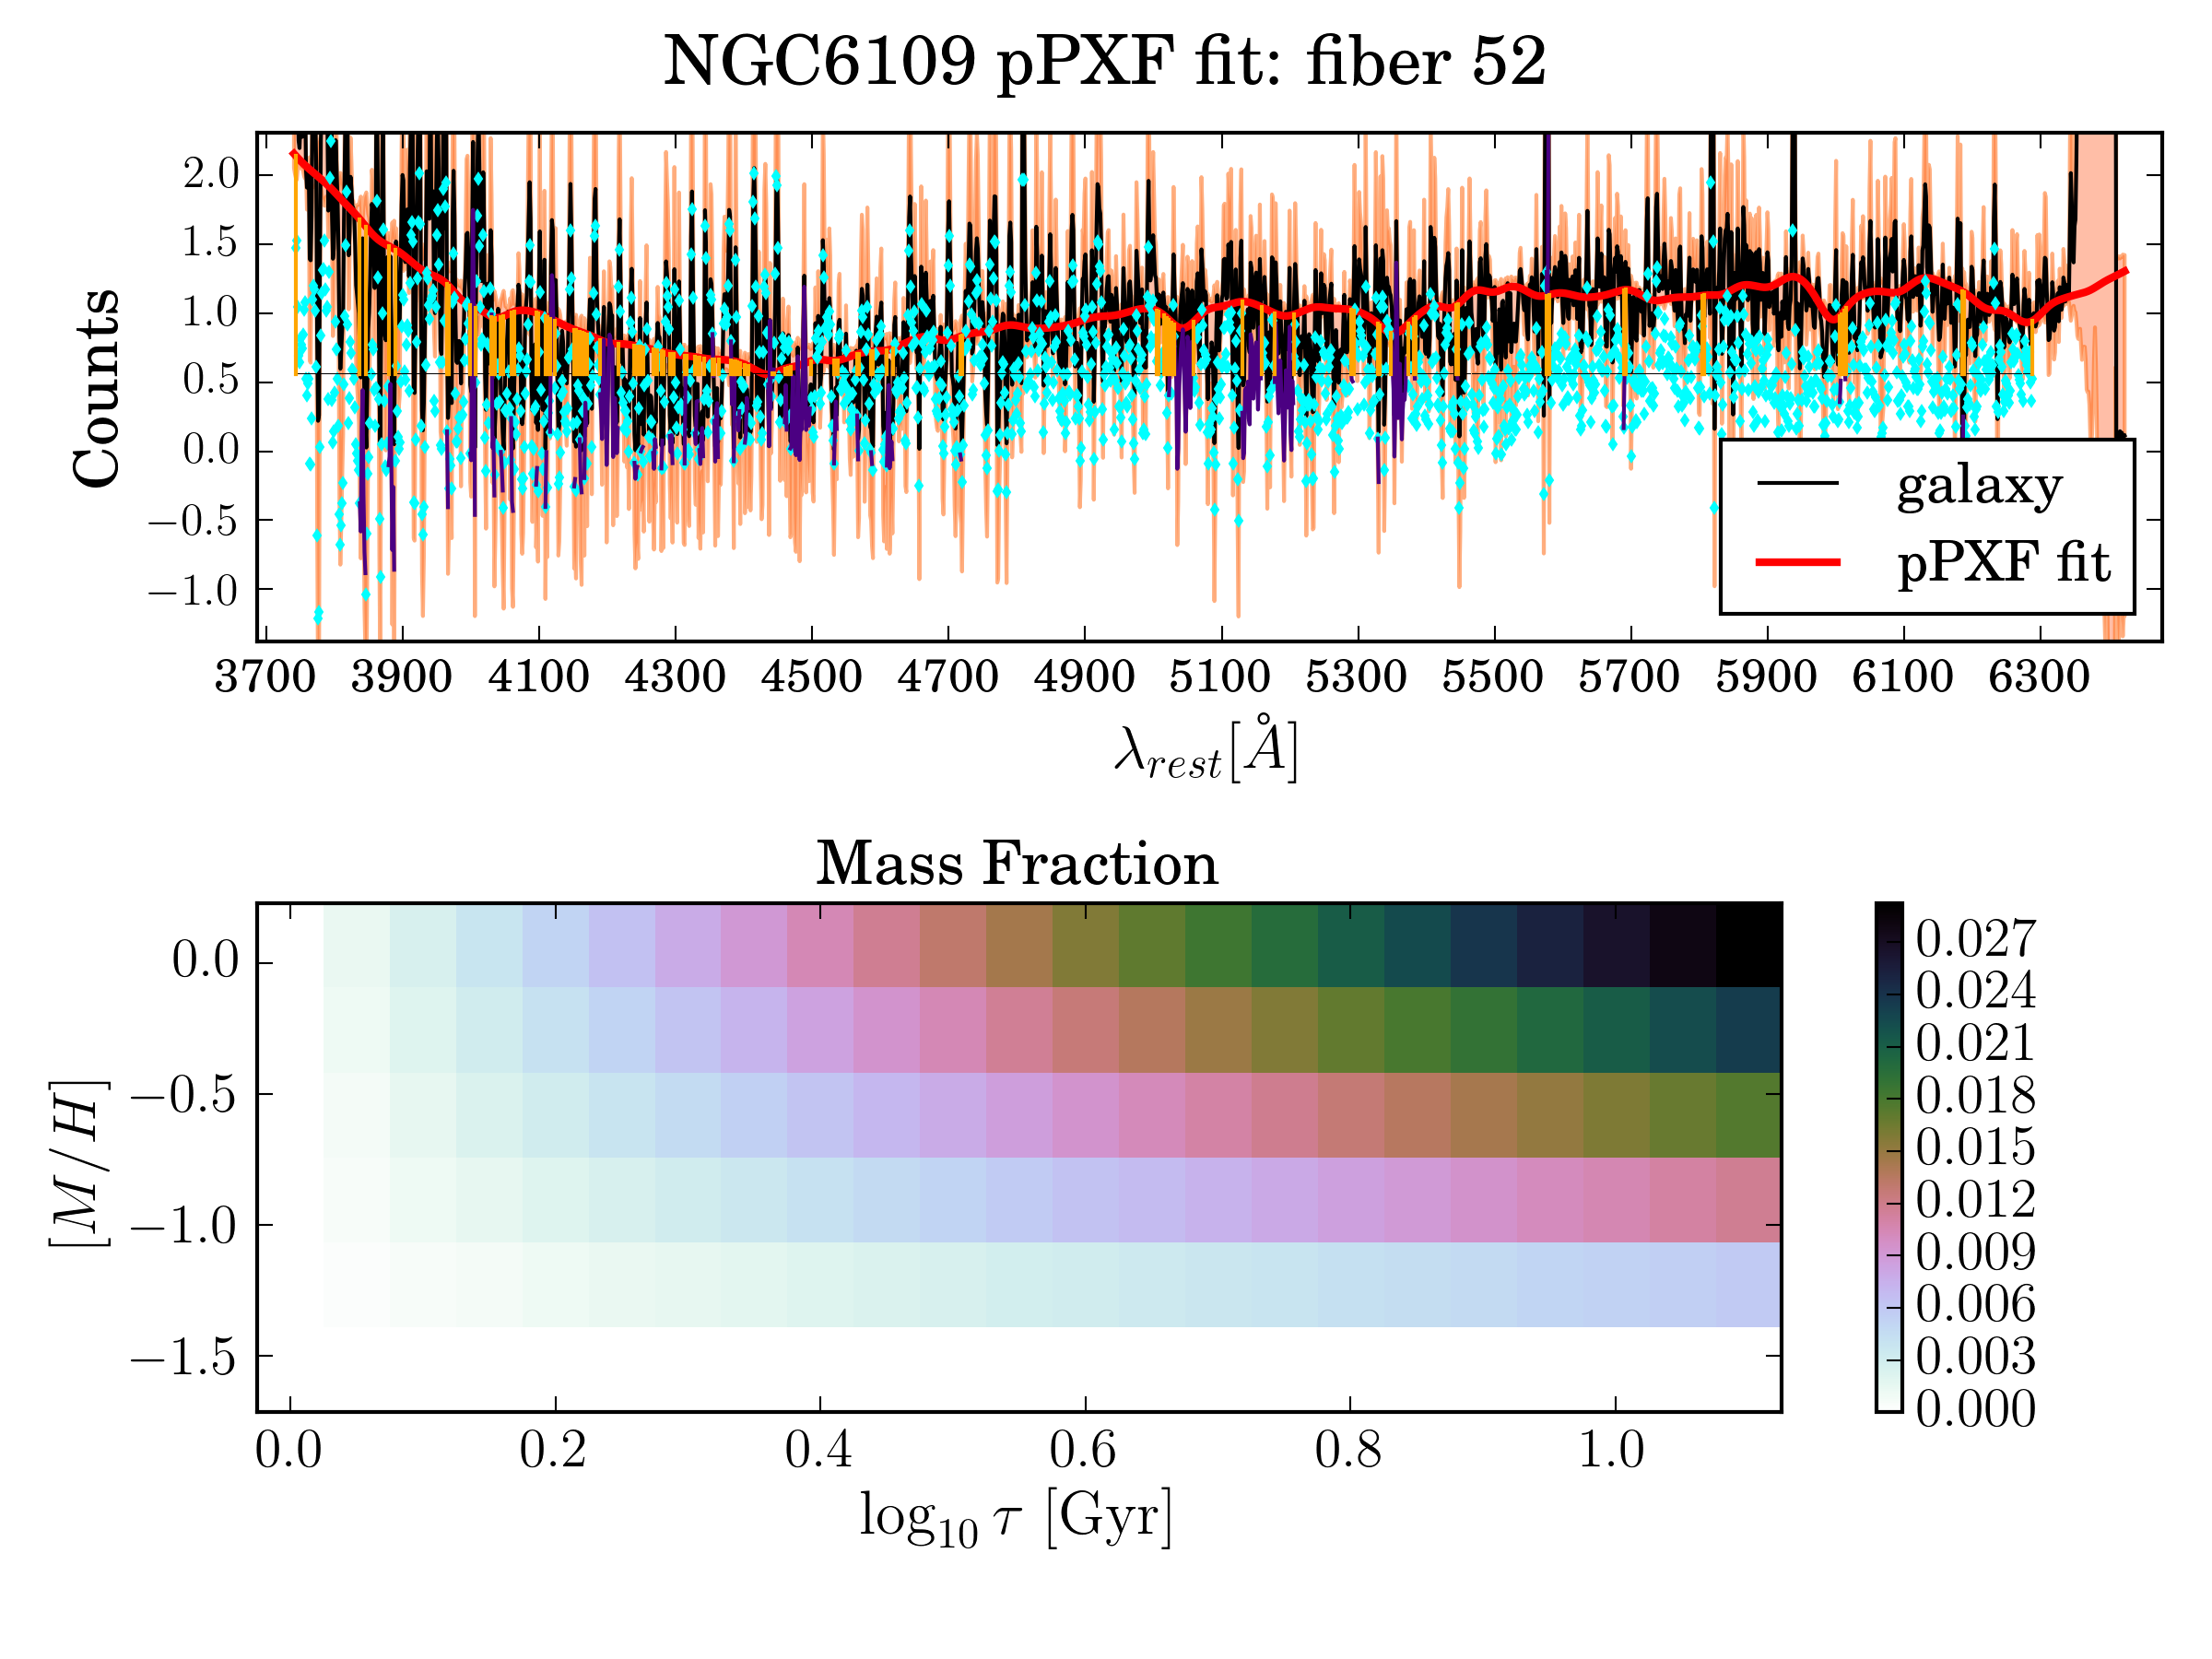 NGC6109 pPXF fit: fiber 52
Counts
2.0
1.5
1.0
0.5
0.0
−0.5
−1.0
galaxy
pPXF fit
3700 3900 4100 4300 4500 4700 4900 5100 5300 5500 5700 5900 6100 6300
λrest[Å]
Mass Fraction
[M/H]
0.0
−0.5
−1.0
−1.5
0.0 0.2 0.4 0.6 0.8 1.0
log10 τ [Gyr]
0.027
0.024
0.021
0.018
0.015
0.012
0.009
0.006
0.003
0.000